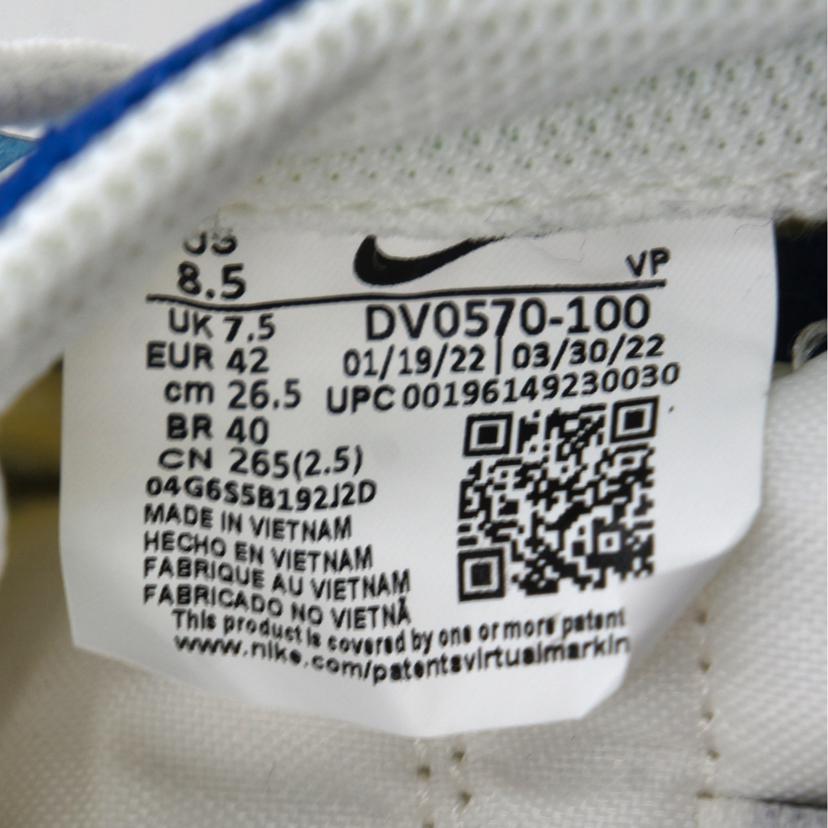 US
8.5
VP
UK 7.5
DV0570-100
EUR 42
01/19/22 | 03/30/22
cm 26.5
UPC 00196149230030
BR 40
CN 265(2.5)
04G6S5B192J2D
MADE IN VIETNAM
HECHO EN VIETNAM
FABRIQUE AU VIETNAM
FABRICADO NO VIETNÃ
This product is covered by one or more patent
www.nike.com/patentsvirtualmarkin